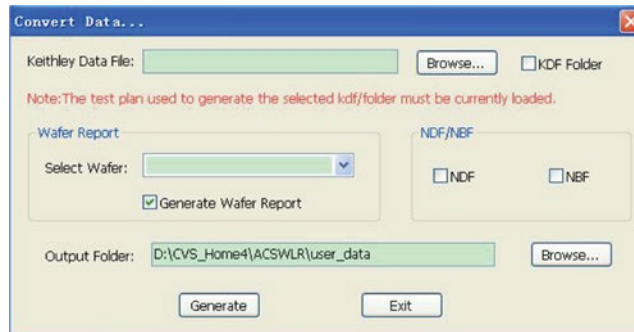 Convert Data...
Keithley Data File: Browse... KDF Folder
Note:The test plan used to generate the selected kdf/folder must be currently loaded.
Wafer Report NDF/NBF
Select Wafer: NDF NBF
Generate Wafer Report
Output Folder: D:\CVS_Home4\ACSWLR\user_data Browse...
Generate Exit